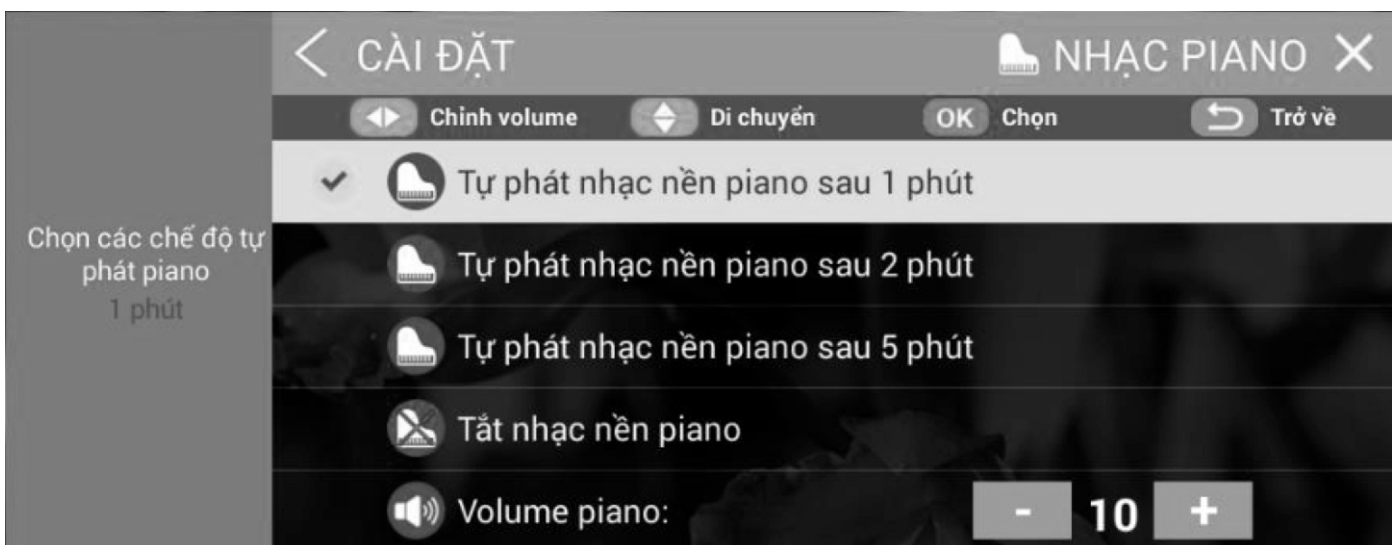 CÀI ĐẶT
NHẠC PIANO
Chỉnh volume
Di chuyển
OK Chọn
Trở về
Chọn các chế độ tự
phát piano
1 phút
Tự phát nhạc nền piano sau 1 phút
Tự phát nhạc nền piano sau 2 phút
Tự phát nhạc nền piano sau 5 phút
Tắt nhạc nền piano
Volume piano: - 10 +